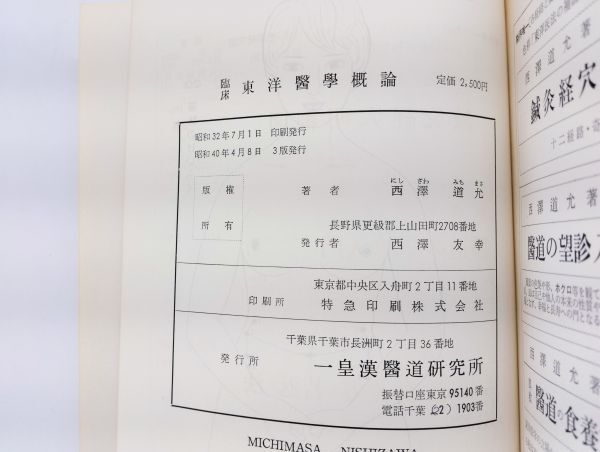 臨床 東洋醫學概論 定価 2,500円
昭和32年7月1日 印刷発行
昭和40年4月8日 3版発行
版権
所有
にし ざわ みち まさ
著者 西澤道允
長野県更級郡上山田町2708番地
発行者 西澤友幸
東京都中央区入舟町2丁目11番地
印刷所 特急印刷株式会社
千葉県千葉市長洲町2丁目36番地
発行所 一皇漢醫道研究所
振替口座東京95140番
電話千葉(2)1903番
MICHIMASA NISHIZAWA
西澤道允著
鍼灸経穴
十二経路・奇
西澤道允著
醫道の望診
西澤道允著
醫道の食養